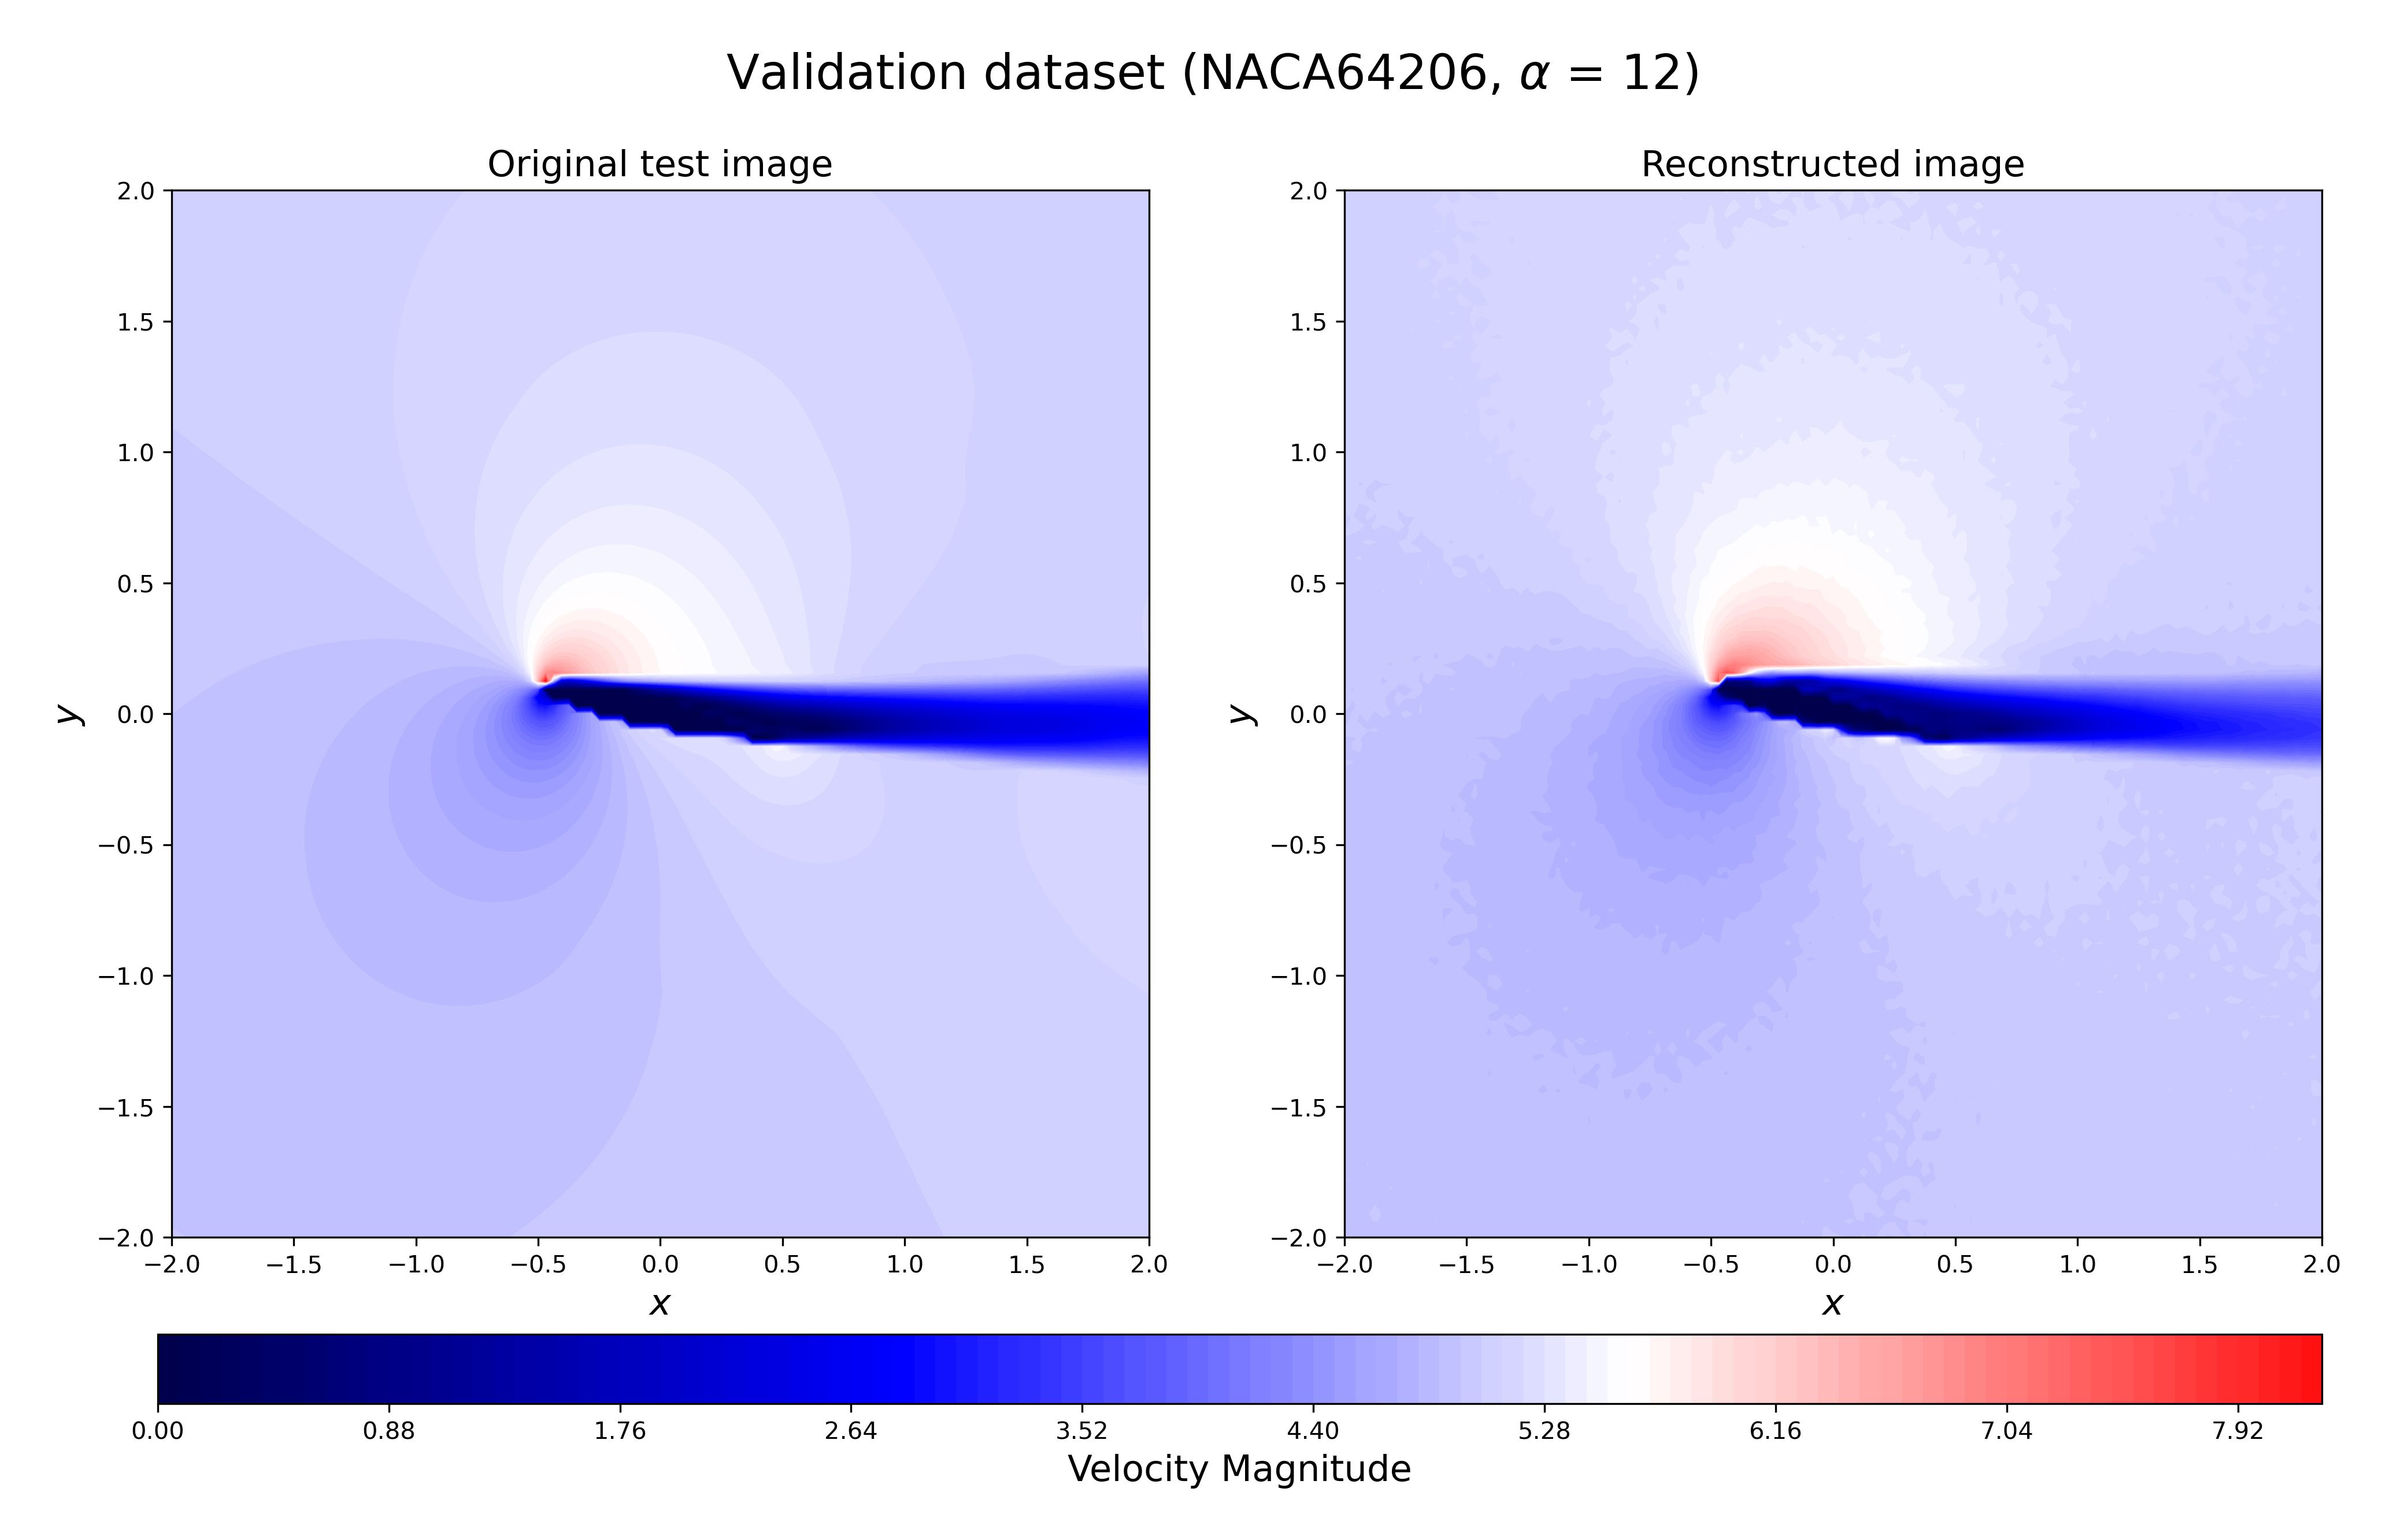 Validation dataset (NACA64206, α = 12)
Original test image
2.0
1.5
1.0
0.5
0.0
−0.5
−1.0
−1.5
−2.0
y
−2.0 −1.5 −1.0 −0.5 0.0 0.5 1.0 1.5 2.0
x
Reconstructed image
2.0
1.5
1.0
0.5
0.0
−0.5
−1.0
−1.5
−2.0
y
−2.0 −1.5 −1.0 −0.5 0.0 0.5 1.0 1.5 2.0
x
0.00 0.88 1.76 2.64 3.52 4.40 5.28 6.16 7.04 7.92
Velocity Magnitude